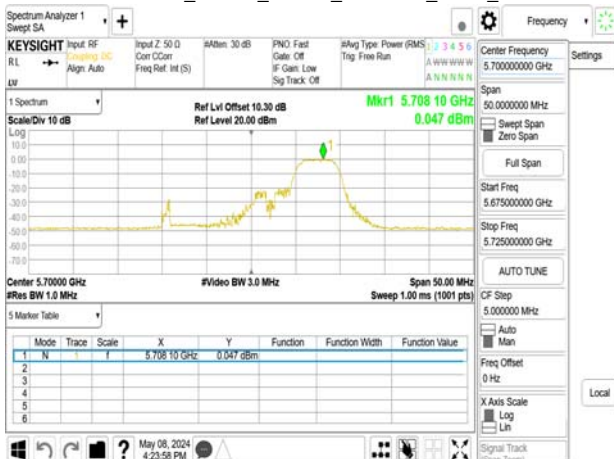 Spectrum Analyzer 1
Swept SA
Frequency
KEYSIGHT
RL
Input: RF
Coupling: DC
Align: Auto
Input Z: 50 Ω
Corr CCorr
Freq Ref: Int (S)
#Atten: 30 dB
PNO: Fast
Gate: Off
IF Gain: Low
Sig Track: Off
#Avg Type: Power (RMS
Trig: Free Run
1 2 3 4 5 6
A W W W W W
A N N N N N
LW
1 Spectrum
Scale/Div 10 dB
Log
Ref Lvl Offset 10.30 dB
Ref Level 20.00 dBm
Mkr1 5.708 10 GHz
0.047 dBm
10.0
0.00
-10.0
-20.0
-30.0
-40.0
-50.0
-60.0
-70.0
1
Center 5.70000 GHz
#Res BW 1.0 MHz
#Video BW 3.0 MHz
Span 50.00 MHz
Sweep 1.00 ms (1001 pts)
5 Marker Table
Mode Trace Scale X Y Function Function Width Function Value
1 N 1 f 5.708 10 GHz 0.047 dBm
2
3
4
5
6
May 08, 2024
4:23:58 PM
Center Frequency
5.700000000 GHz
Span
50.0000000 MHz
Swept Span
Zero Span
Full Span
Start Freq
5.675000000 GHz
Stop Freq
5.725000000 GHz
AUTO TUNE
CF Step
5.000000 MHz
Auto
Man
Freq Offset
0 Hz
X Axis Scale
Log
Lin
Signal Track
Settings
Local